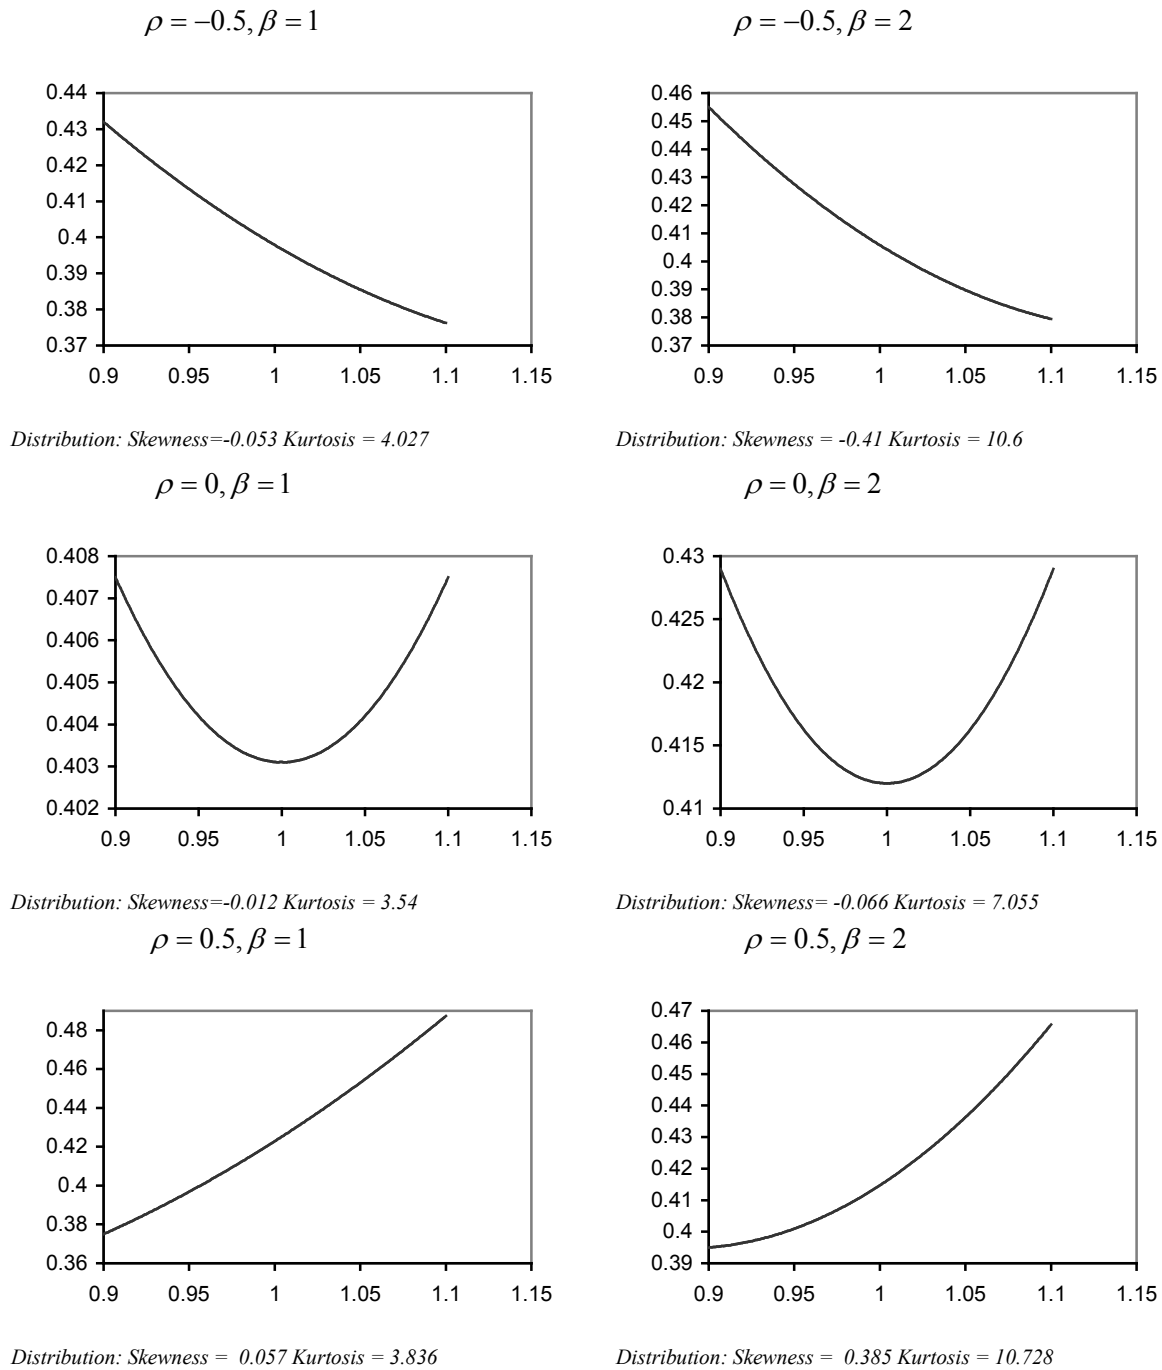 ρ = −0.5, β = 1
ρ = −0.5, β = 2
0.44
0.43
0.42
0.41
0.4
0.39
0.38
0.37
0.9 0.95 1 1.05 1.1 1.15
0.46
0.45
0.44
0.43
0.42
0.41
0.4
0.39
0.38
0.37
0.9 0.95 1 1.05 1.1 1.15
Distribution: Skewness=-0.053 Kurtosis = 4.027
Distribution: Skewness = -0.41 Kurtosis = 10.6
ρ = 0, β = 1
ρ = 0, β = 2
0.408
0.407
0.406
0.405
0.404
0.403
0.402
0.9 0.95 1 1.05 1.1 1.15
0.43
0.425
0.42
0.415
0.41
0.9 0.95 1 1.05 1.1 1.15
Distribution: Skewness=-0.012 Kurtosis = 3.54
Distribution: Skewness= -0.066 Kurtosis = 7.055
ρ = 0.5, β = 1
ρ = 0.5, β = 2
0.48
0.46
0.44
0.42
0.4
0.38
0.36
0.9 0.95 1 1.05 1.1 1.15
0.47
0.46
0.45
0.44
0.43
0.42
0.41
0.4
0.39
0.9 0.95 1 1.05 1.1 1.15
Distribution: Skewness = 0.057 Kurtosis = 3.836
Distribution: Skewness = 0.385 Kurtosis = 10.728